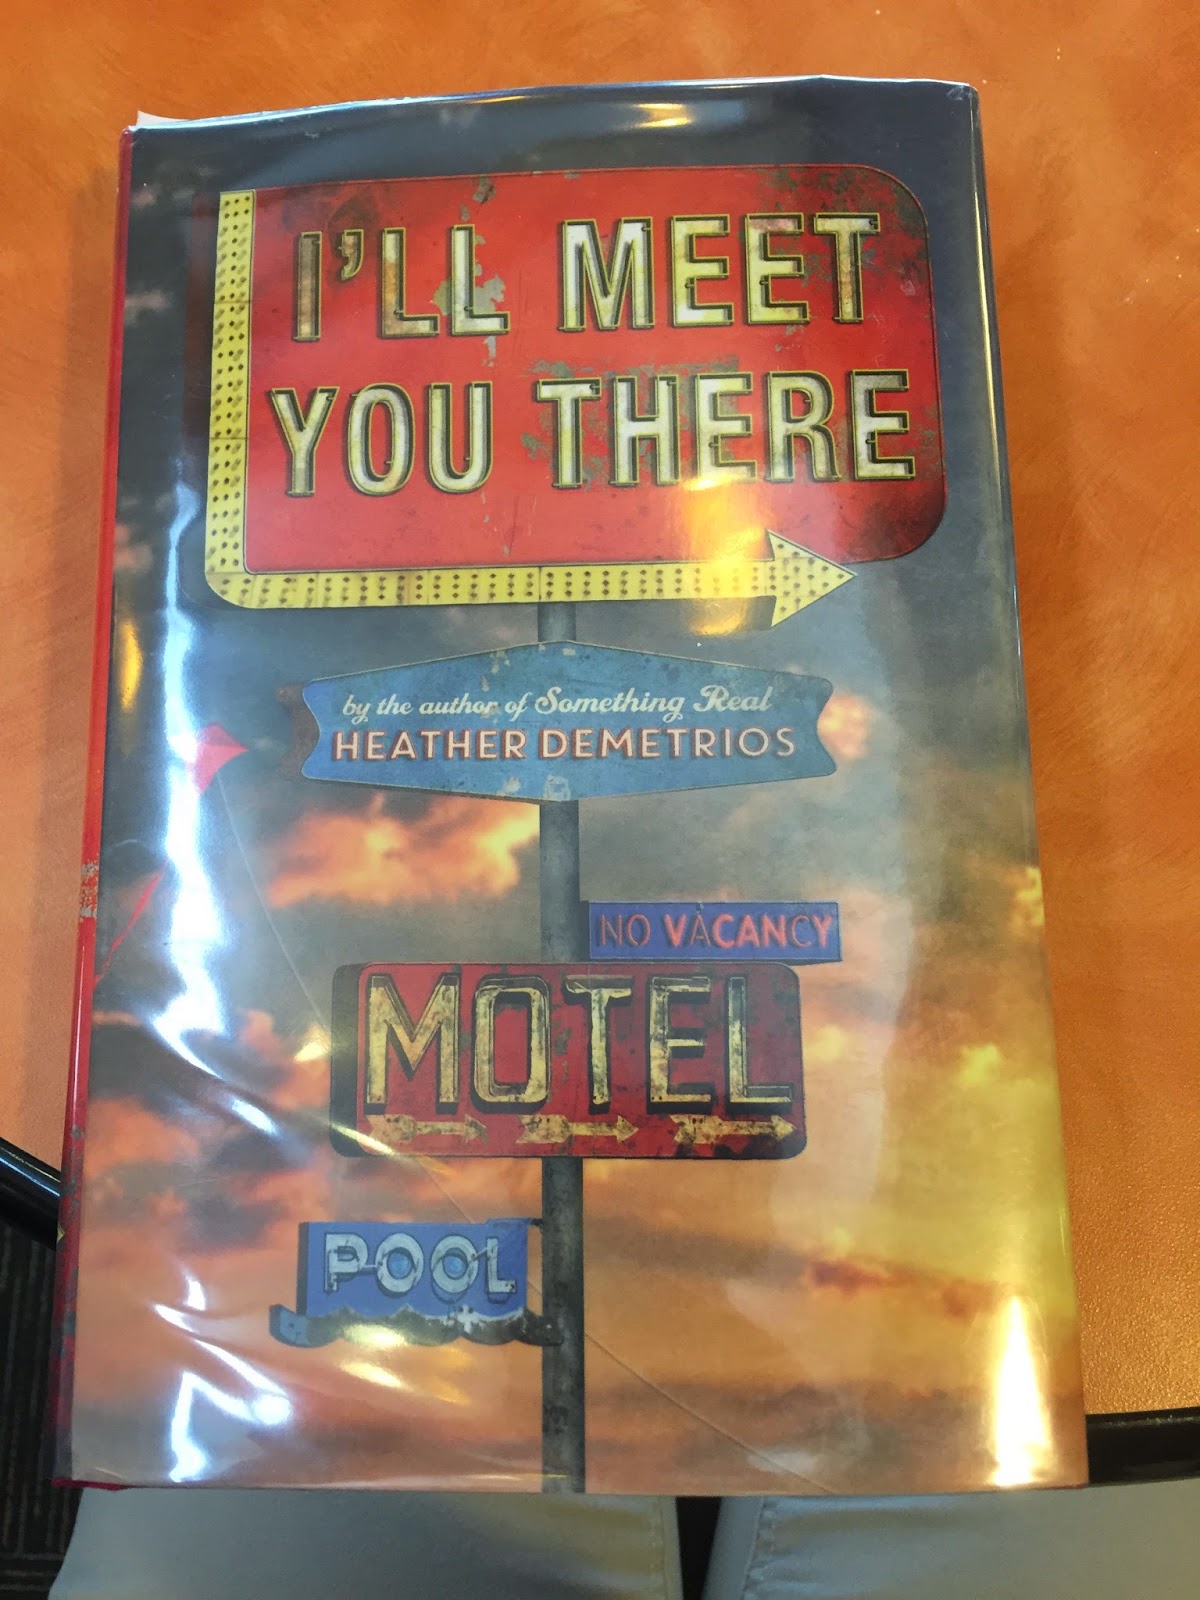 I'LL MEET
YOU THERE
by the author of Something Real
HEATHER DEMETRIOS
NO VACANCY
MOTEL
POOL